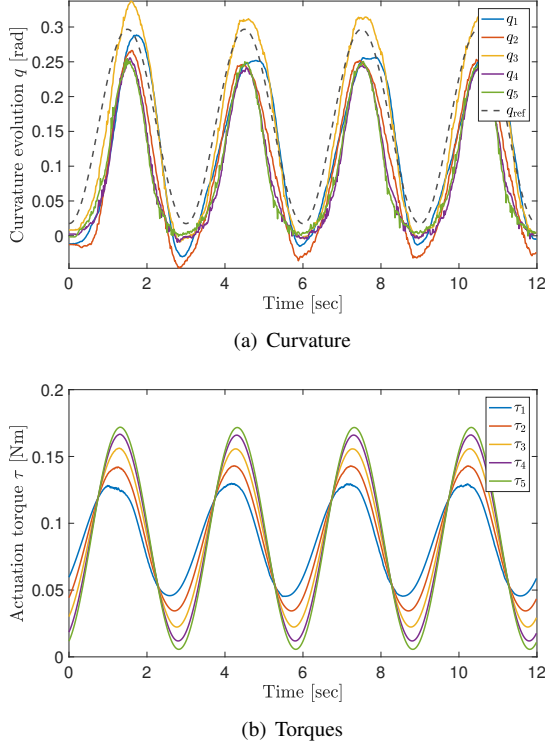 Curvature evolution q [rad]
0.3
0.25
0.2
0.15
0.1
0.05
0
q1
q2
q3
q4
q5
qref
0 2 4 6 8 10 12
Time [sec]
(a) Curvature
Actuation torque τ [Nm]
0.2
0.15
0.1
0.05
0
τ1
τ2
τ3
τ4
τ5
0 2 4 6 8 10 12
Time [sec]
(b) Torques